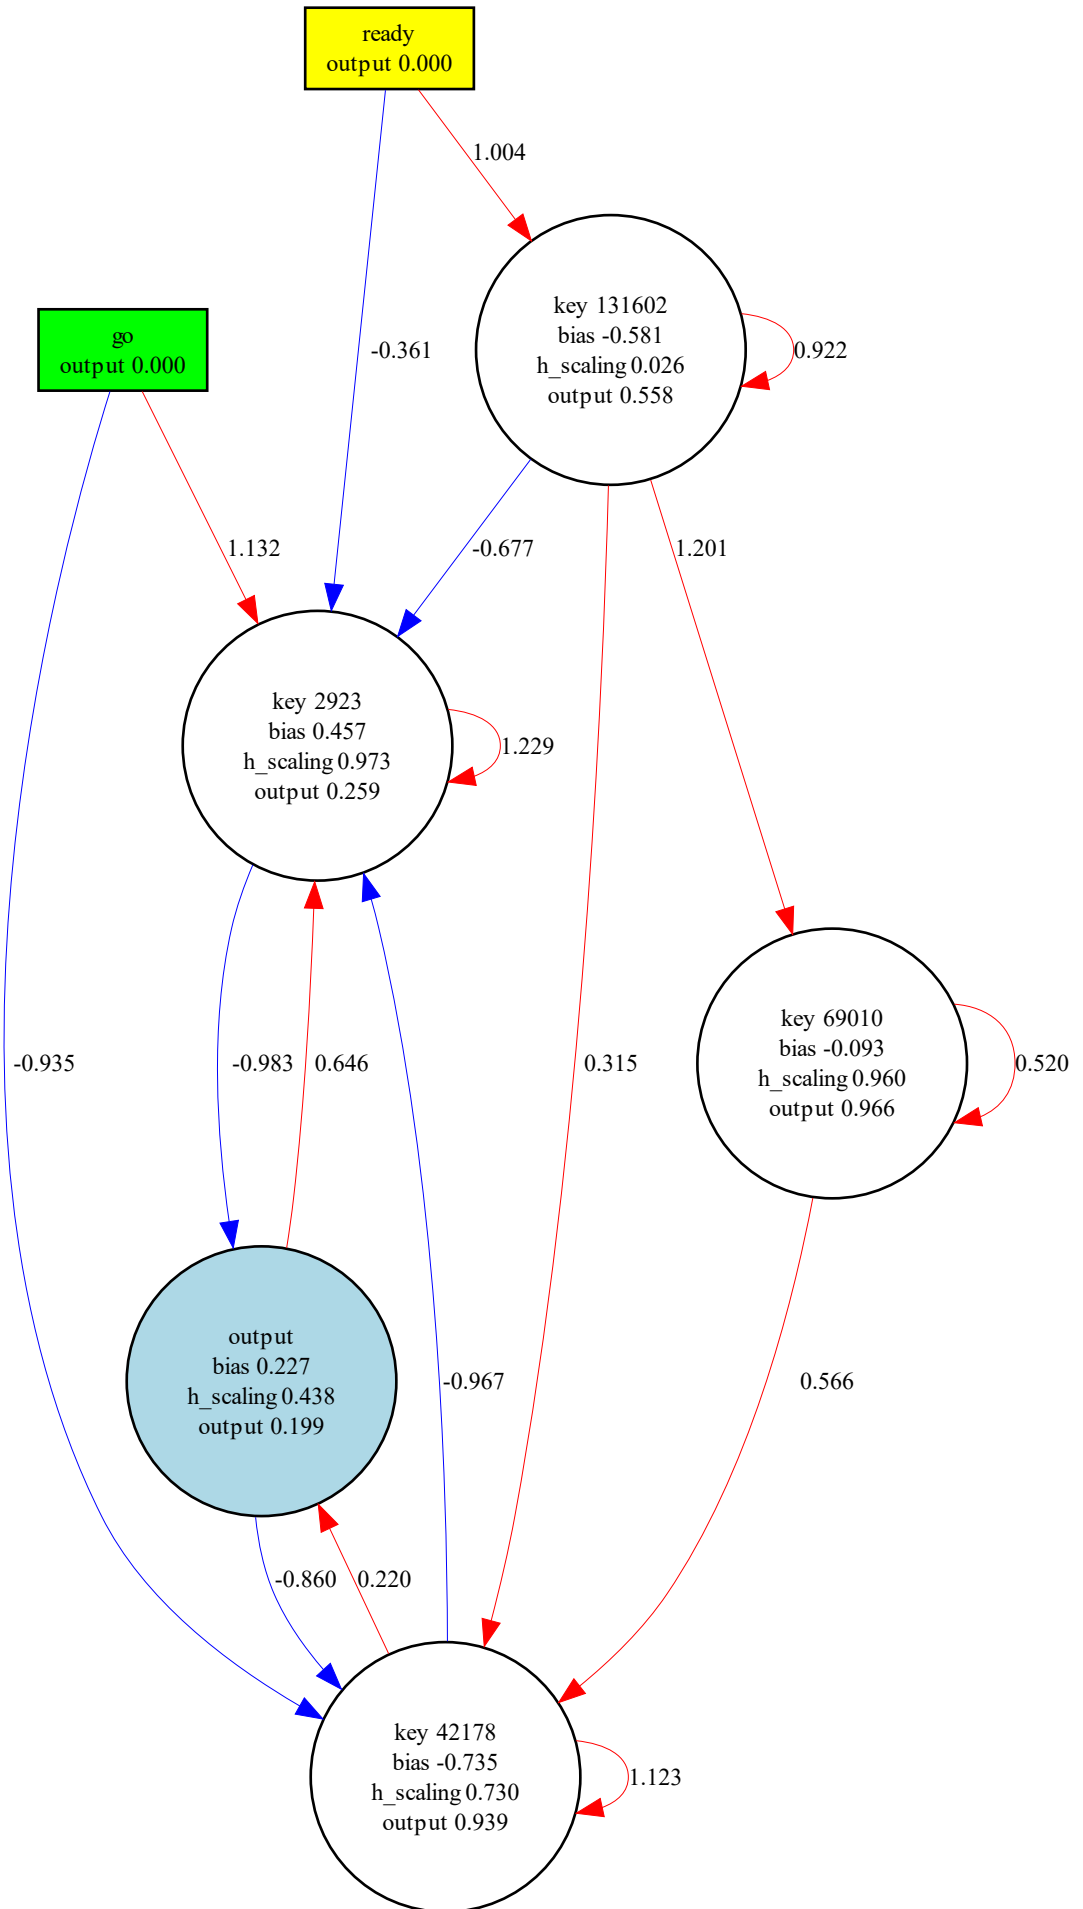 ready
output 0.000
1.004
key 131602
bias -0.581
h_scaling 0.026
output 0.558
0.922
go
output 0.000
-0.361
1.132
-0.677
1.201
key 2923
bias 0.457
h_scaling 0.973
output 0.259
1.229
key 69010
bias -0.093
h_scaling 0.960
output 0.966
0.520
-0.935
-0.983
0.646
0.315
output
bias 0.227
h_scaling 0.438
output 0.199
-0.967
0.566
-0.860
0.220
key 42178
bias -0.735
h_scaling 0.730
output 0.939
1.123